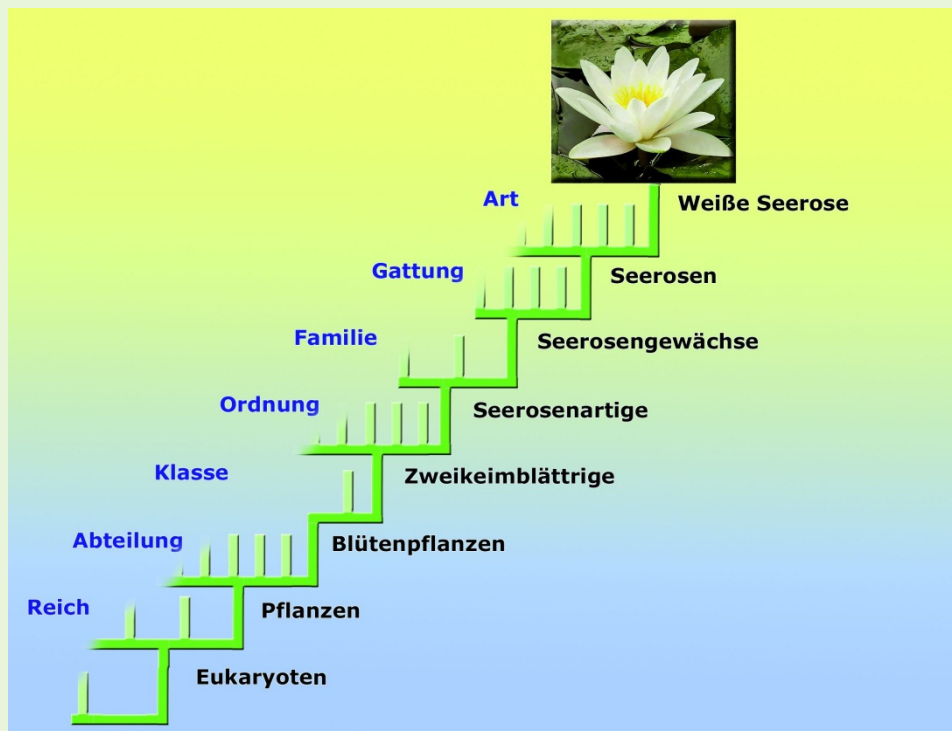 Art
Weiße Seerose
Gattung
Seerosen
Familie
Seerosengewächse
Ordnung
Seerosenartige
Klasse
Zweikeimblättrige
Abteilung
Blütenpflanzen
Reich
Pflanzen
Eukaryoten